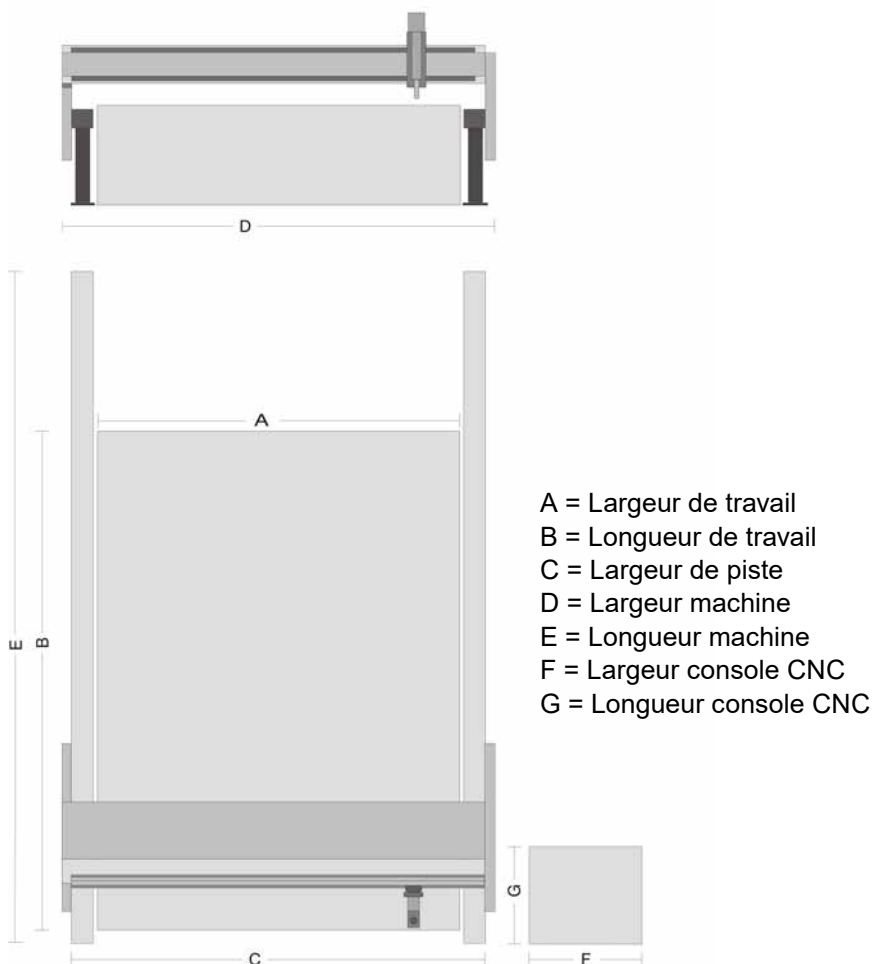 D
A
E
B
A = Largeur de travail
B = Longueur de travail
C = Largeur de piste
D = Largeur machine
E = Longueur machine
F = Largeur console CNC
G = Longueur console CNC
G
C
F